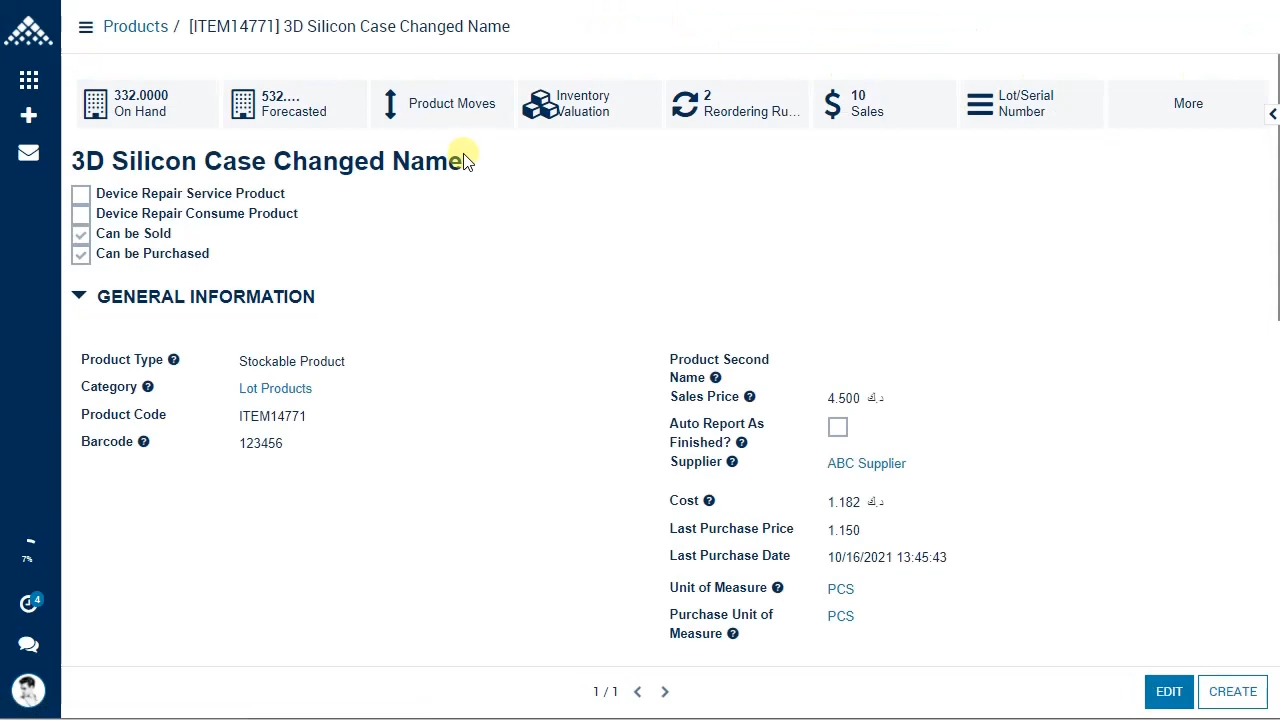 Products / [ITEM14771] 3D Silicon Case Changed Name
332.0000
On Hand
532....
Forecasted
Product Moves
Inventory
Valuation
2
Reordering Ru...
10
Sales
Lot/Serial
Number
More
3D Silicon Case Changed Name
Device Repair Service Product
Device Repair Consume Product
Can be Sold
Can be Purchased
GENERAL INFORMATION
Product Type
Stockable Product
Category
Lot Products
Product Code
ITEM14771
Barcode
123456
Product Second
Name
Sales Price
4.500 د.ك
Auto Report As
Finished?
Supplier
ABC Supplier
Cost
1.182 د.ك
Last Purchase Price
1.150
Last Purchase Date
10/16/2021 13:45:43
Unit of Measure
PCS
Purchase Unit of
Measure
PCS
7%
4
1 / 1
EDIT
CREATE